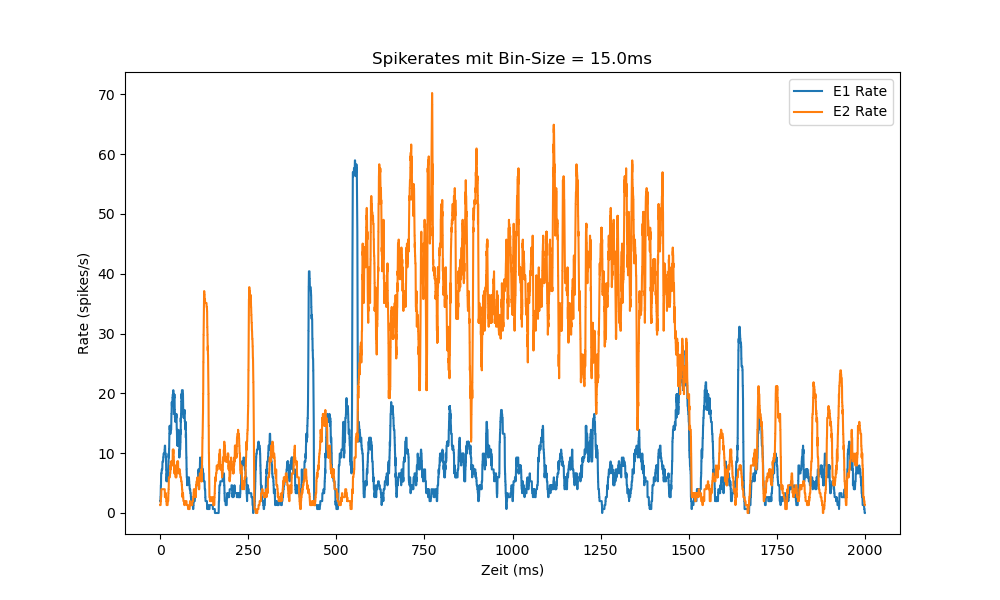 Spikerates mit Bin-Size = 15.0ms
E1 Rate
E2 Rate
Rate (spikes/s)
70
60
50
40
30
20
10
0
0 250 500 750 1000 1250 1500 1750 2000
Zeit (ms)